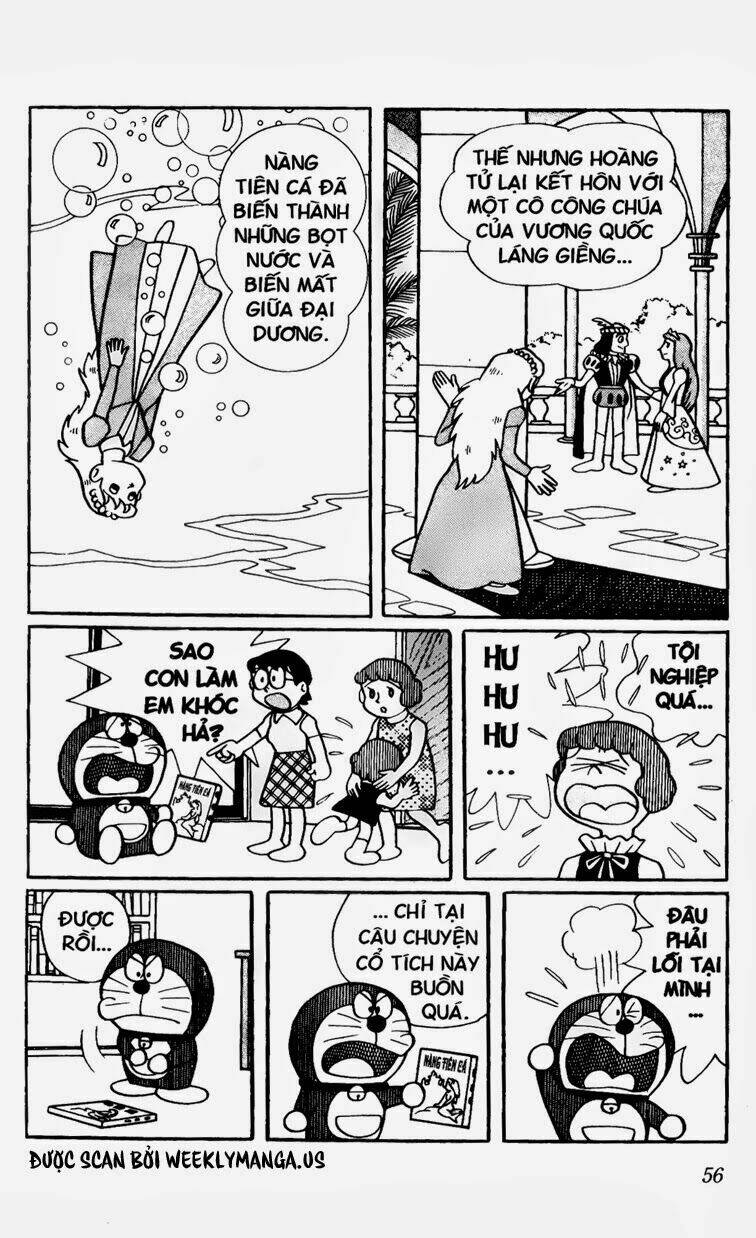 THẾ NHƯNG HOÀNG
TỬ LẠI KẾT HÔN VỚI
MỘT CÔ CÔNG CHÚA
CỦA VƯƠNG QUỐC
LÁNG GIỀNG...
NÀNG
TIÊN CÁ ĐÃ
BIẾN THÀNH
NHỮNG BỌT
NƯỚC VÀ
BIẾN MẤT
GIỮA ĐẠI
DƯƠNG.
TỘI
NGHIỆP
QUÁ...
HU
HU
HU
...
SAO
CON LÀM
EM KHÓC
HẢ?
NÀNG TIÊN CÁ
ĐÂU
PHẢI
LỖI TẠI
MÌNH
...
... CHỈ TẠI
CÂU CHUYỆN
CỔ TÍCH NÀY
BUỒN
QUÁ.
NÀNG TIÊN CÁ
ĐƯỢC
RỒI...
ĐƯỢC SCAN BỞI WEEKLYMANGA.US
56